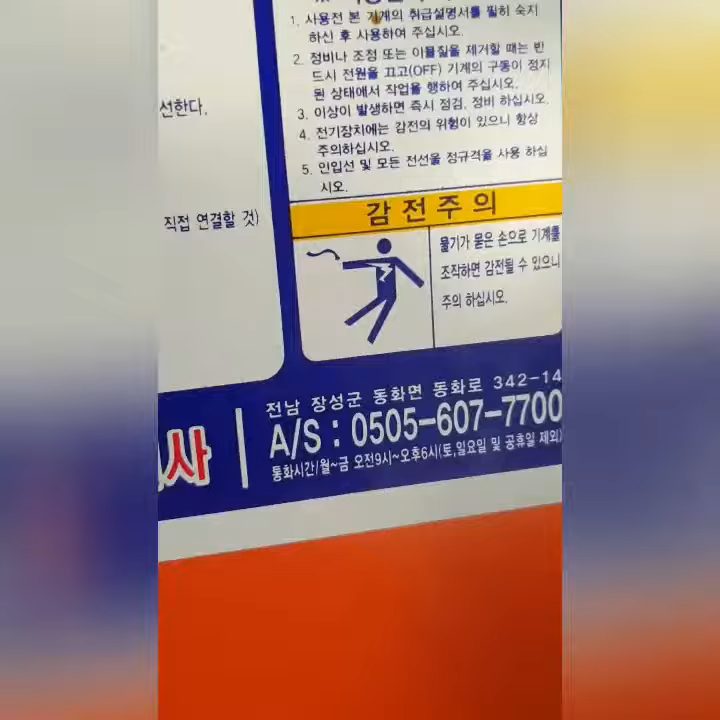 1. 사용전 본 기계의 취급설명서를 필히 숙지
하신 후 사용하여 주십시오.
2. 정비나 조정 또는 이물질을 제거할 때는 반
드시 전원을 끄고(OFF) 기계의 구동이 정지
된 상태에서 작업을 행하여 주십시오.
3. 이상이 발생하면 즉시 점검, 정비 하십시오.
4. 전기장치에는 감전의 위험이 있으니 항상
주의하십시오.
5. 인입선 및 모든 전선을 정규격을 사용 하십
시오.
선한다.
직접 연결할 것)
감전주의
물기가 묻은 손으로 기계를
조작하면 감전될 수 있으니
주의 하십시오.
사
전남 장성군 동화면 동화로 342-14
A/S : 0505-607-7700
통화시간/월~금 오전9시~오후6시(토,일요일 및 공휴일 제외)